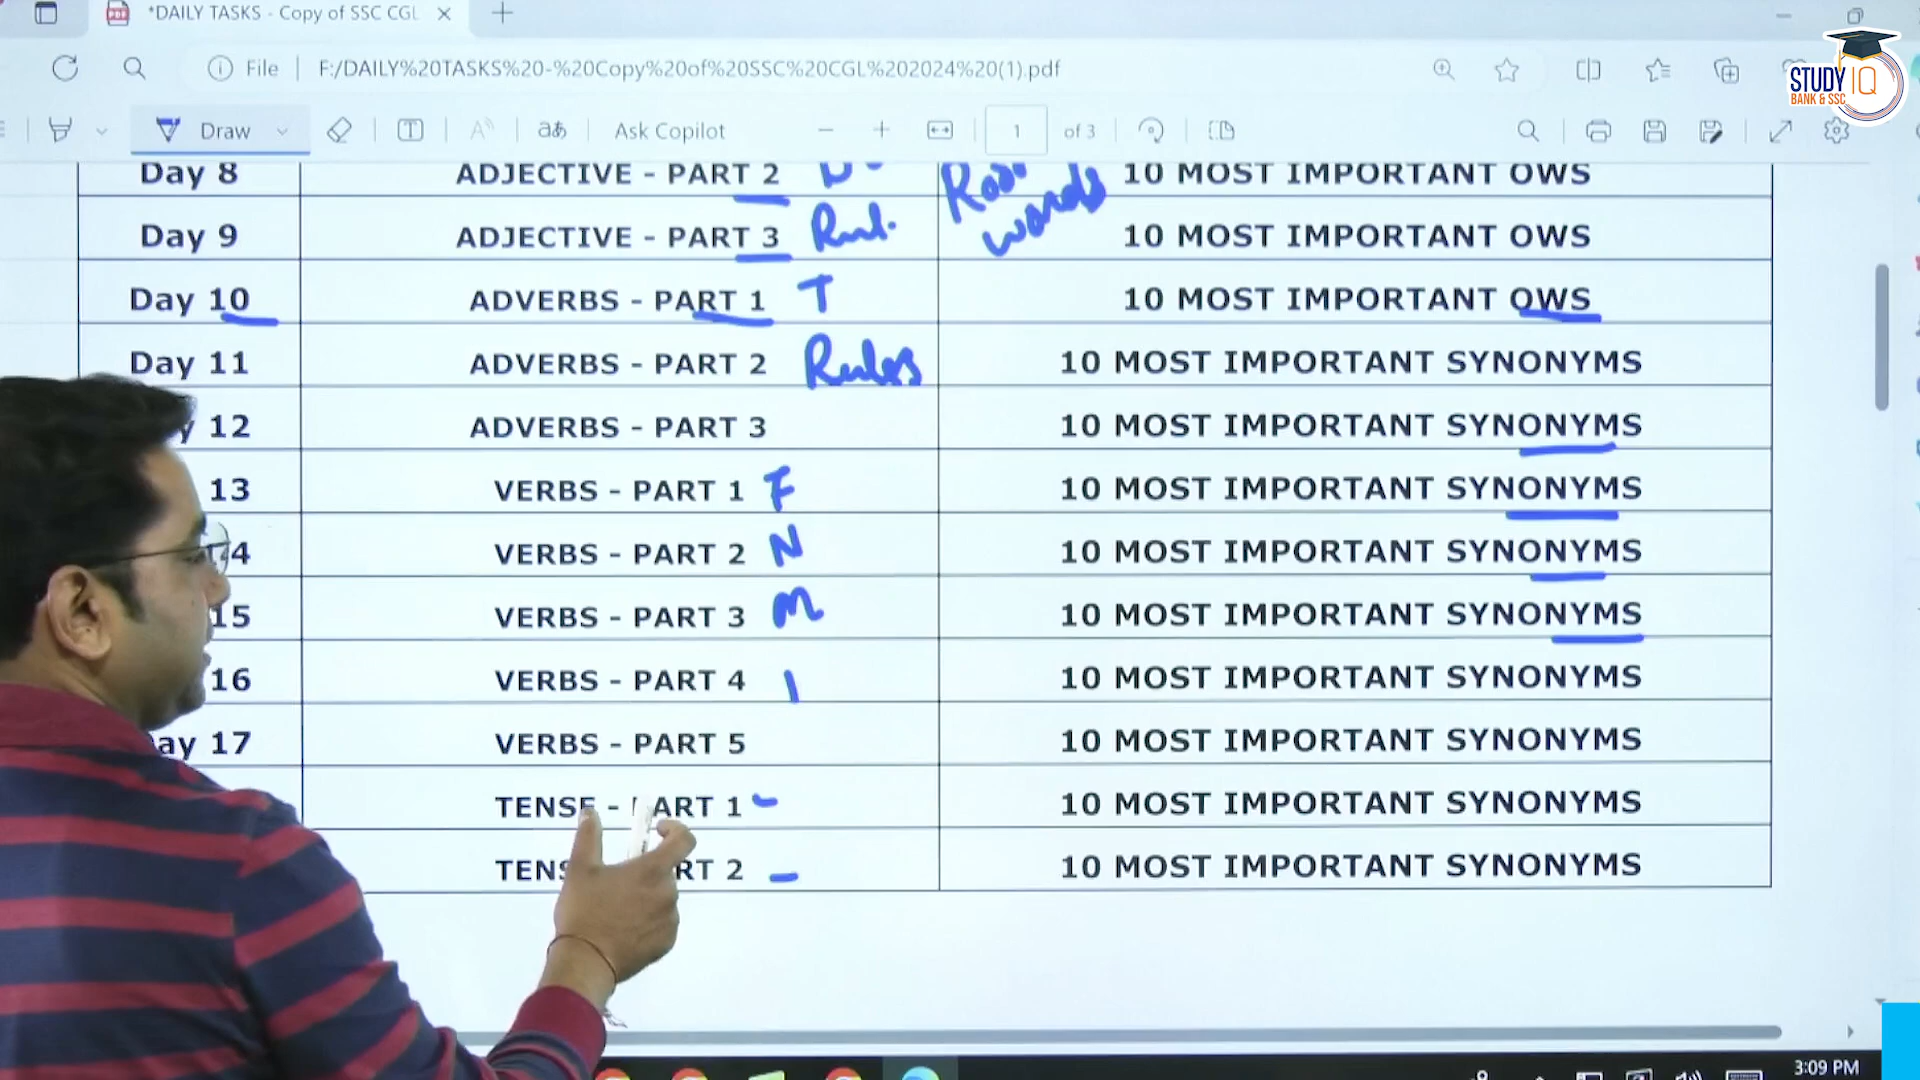 *DAILY TASKS - Copy of SSC CGL
STUDY IQ
BANK & SSC
File F:/DAILY%20TASKS%20-%20Copy%20of%20SSC%20CGL%202024%20(1).pdf
Draw Ask Copilot 1 of 3
Day 8 ADJECTIVE - PART 2 10 MOST IMPORTANT OWS
words
Day 9 ADJECTIVE - PART 3 Rul. 10 MOST IMPORTANT OWS
Day 10 ADVERBS - PART 1 T 10 MOST IMPORTANT OWS
Day 11 ADVERBS - PART 2 Rules 10 MOST IMPORTANT SYNONYMS
y 12 ADVERBS - PART 3 10 MOST IMPORTANT SYNONYMS
13 VERBS - PART 1 F 10 MOST IMPORTANT SYNONYMS
4 VERBS - PART 2 N 10 MOST IMPORTANT SYNONYMS
15 VERBS - PART 3 M 10 MOST IMPORTANT SYNONYMS
16 VERBS - PART 4 10 MOST IMPORTANT SYNONYMS
ay 17 VERBS - PART 5 10 MOST IMPORTANT SYNONYMS
TENSE - PART 1 10 MOST IMPORTANT SYNONYMS
TENS RT 2 10 MOST IMPORTANT SYNONYMS
3:09 PM